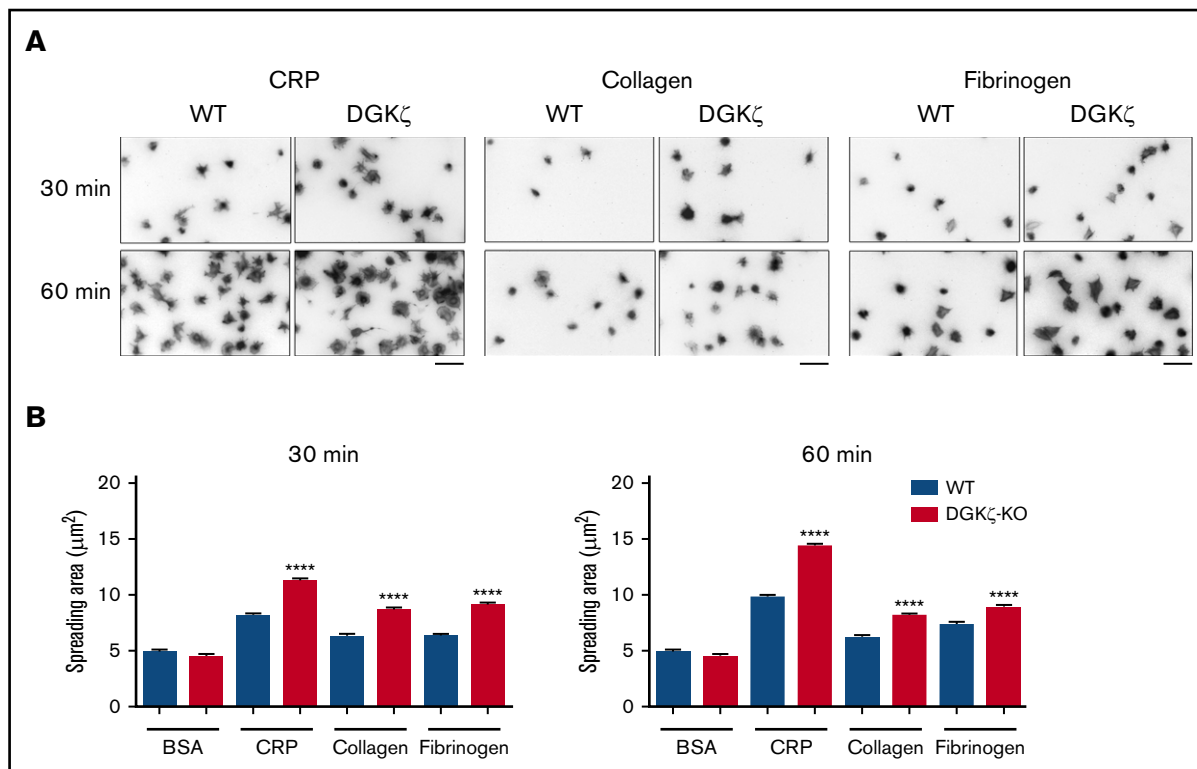 A
CRP Collagen Fibrinogen
WT DGKζ WT DGKζ WT DGKζ
30 min
60 min
B
30 min
20
15
10
5
0
Spreading area (μm²)
****
****
****
BSA CRP Collagen Fibrinogen
60 min
20
15
10
5
0
Spreading area (μm²)
WT
DGKζ-KO
****
****
****
BSA CRP Collagen Fibrinogen